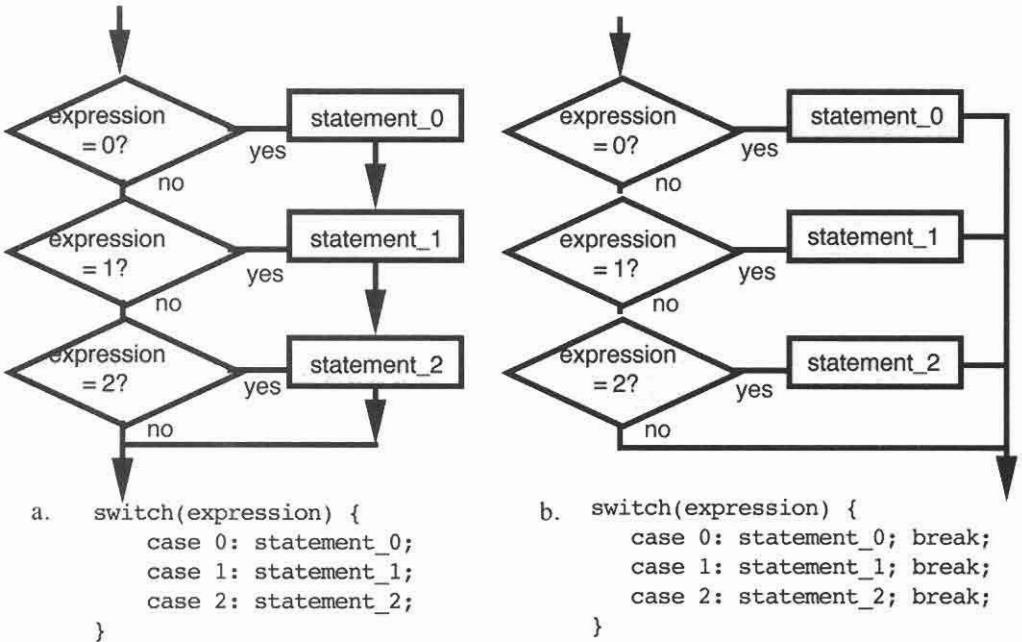 expression
= 0?
yes
no
statement_0
expression
= 1?
yes
no
statement_1
expression
= 2?
yes
no
statement_2
a. switch(expression) {
case 0: statement_0;
case 1: statement_1;
case 2: statement_2;
}
expression
= 0?
yes
no
statement_0
expression
= 1?
yes
no
statement_1
expression
= 2?
yes
no
statement_2
b. switch(expression) {
case 0: statement_0; break;
case 1: statement_1; break;
case 2: statement_2; break;
}